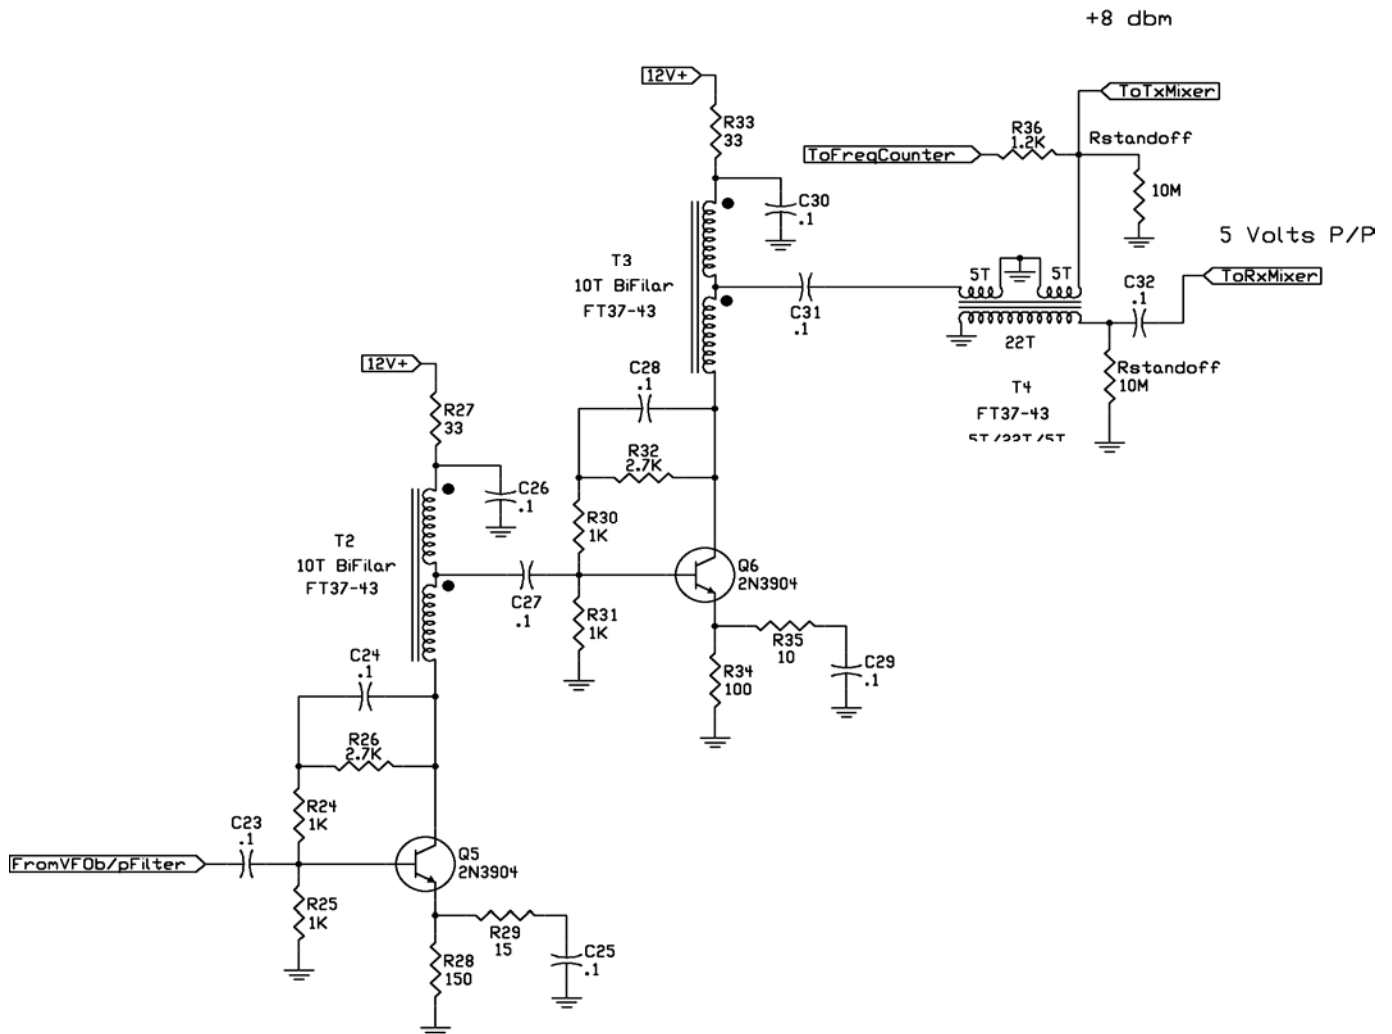 +8 dbm
12V+
ToTxMixer
R33
33
R36
1.2K
Rstandoff
ToFreqCounter
10M
C30
.1
5 Volts P/P
T3
10T BiFilar
FT37-43
5T
5T
C32
.1
ToRxMixer
C31
.1
22T
12V+
C28
.1
Rstandoff
10M
T4
FT37-43
5T/22T/5T
R27
33
R32
2.7K
C26
.1
R30
1K
T2
10T BiFilar
FT37-43
Q6
2N3904
C27
.1
R31
1K
R35
10
C24
.1
C29
.1
R34
100
R26
2.7K
R24
1K
C23
.1
FromVFOb/pFilter
Q5
2N3904
R25
1K
R29
15
C25
.1
R28
150